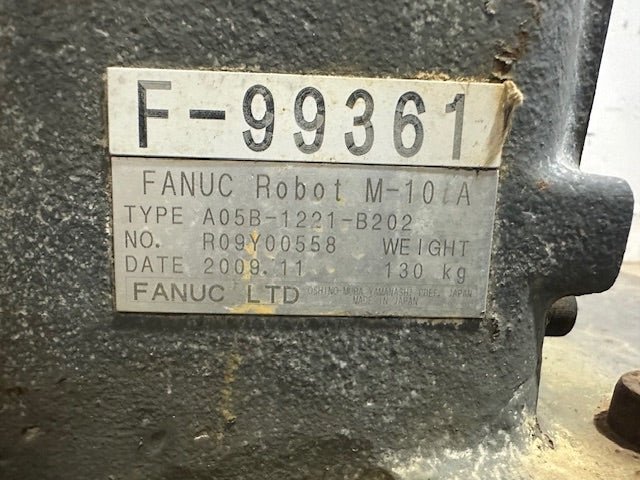 F-99361
FANUC Robot M-10iA
TYPE A05B-1221-B202
NO. R09Y00558 WEIGHT
DATE 2009.11 130 kg
FANUC LTD OSHINO-MURA, YAMANASHI PREF., JAPAN
MADE IN JAPAN